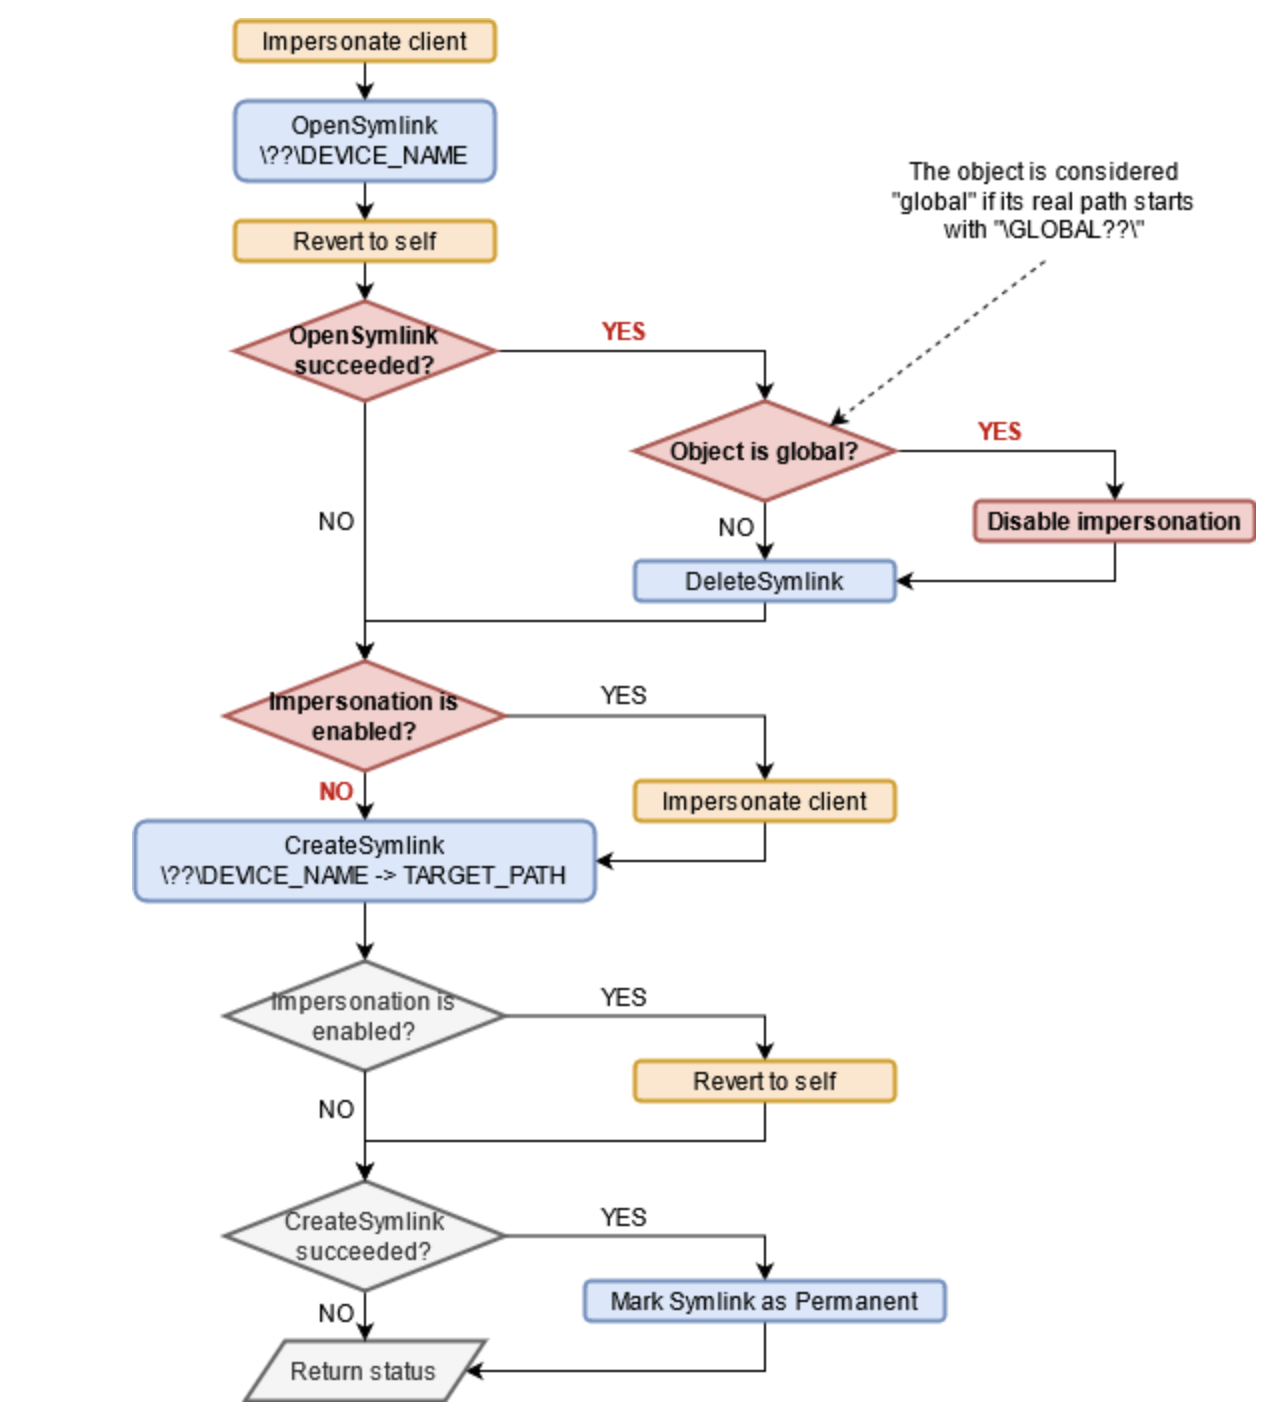 Impersonate client
OpenSymlink
\??\DEVICE_NAME
The object is considered
"global" if its real path starts
with "\GLOBAL??\"
Revert to self
OpenSymlink
succeeded?
YES
Object is global?
YES
NO
NO
Disable impersonation
DeleteSymlink
Impersonation is
enabled?
YES
NO
Impersonate client
CreateSymlink
\??\DEVICE_NAME -> TARGET_PATH
Impersonation is
enabled?
YES
Revert to self
NO
CreateSymlink
succeeded?
YES
Mark Symlink as Permanent
NO
Return status